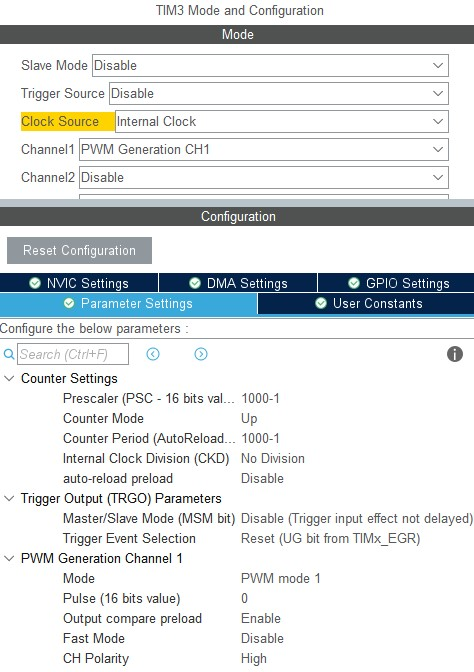 TIM3 Mode and Configuration
Mode
Slave Mode Disable
Trigger Source Disable
Clock Source Internal Clock
Channel1 PWM Generation CH1
Channel2 Disable
Configuration
Reset Configuration
NVIC Settings DMA Settings GPIO Settings
Parameter Settings User Constants
Configure the below parameters :
Search (Ctrl+F)
Counter Settings
Prescaler (PSC - 16 bits val... 1000-1
Counter Mode Up
Counter Period (AutoReload... 1000-1
Internal Clock Division (CKD) No Division
auto-reload preload Disable
Trigger Output (TRGO) Parameters
Master/Slave Mode (MSM bit) Disable (Trigger input effect not delayed)
Trigger Event Selection Reset (UG bit from TIMx_EGR)
PWM Generation Channel 1
Mode PWM mode 1
Pulse (16 bits value) 0
Output compare preload Enable
Fast Mode Disable
CH Polarity High